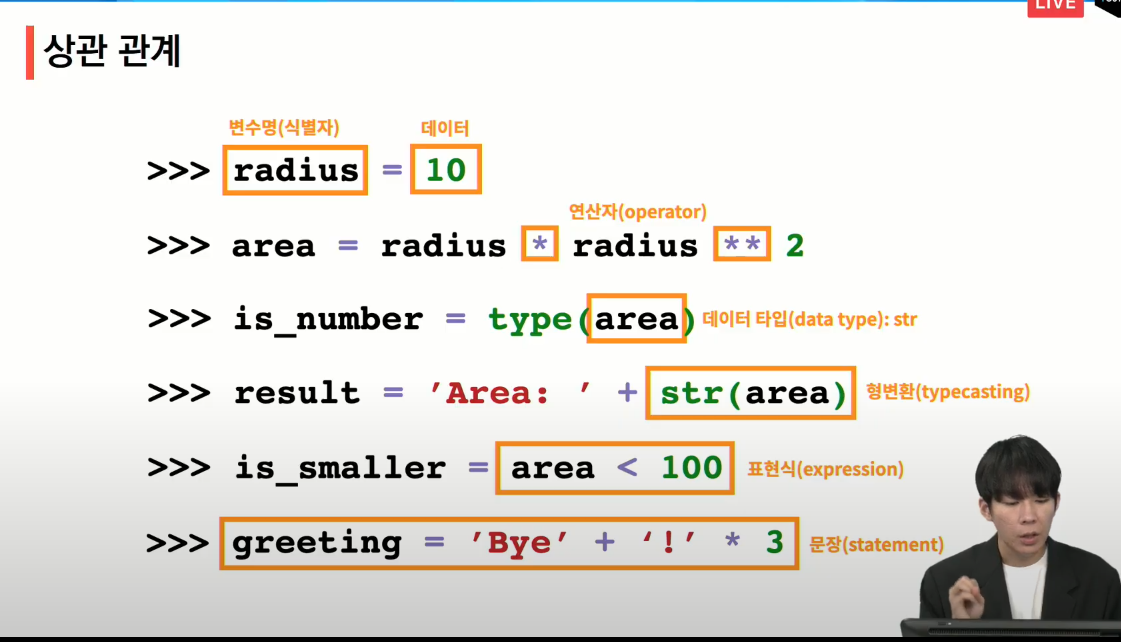 LIVE
상관 관계
변수명(식별자) 데이터
>>> radius = 10
연산자(operator)
>>> area = radius * radius ** 2
>>> is_number = type(area) 데이터 타입(data type): str
>>> result = ’Area: ’ + str(area) 형변환(typecasting)
>>> is_smaller = area < 100 표현식(expression)
>>> greeting = ’Bye’ + ‘!’ * 3 문장(statement)